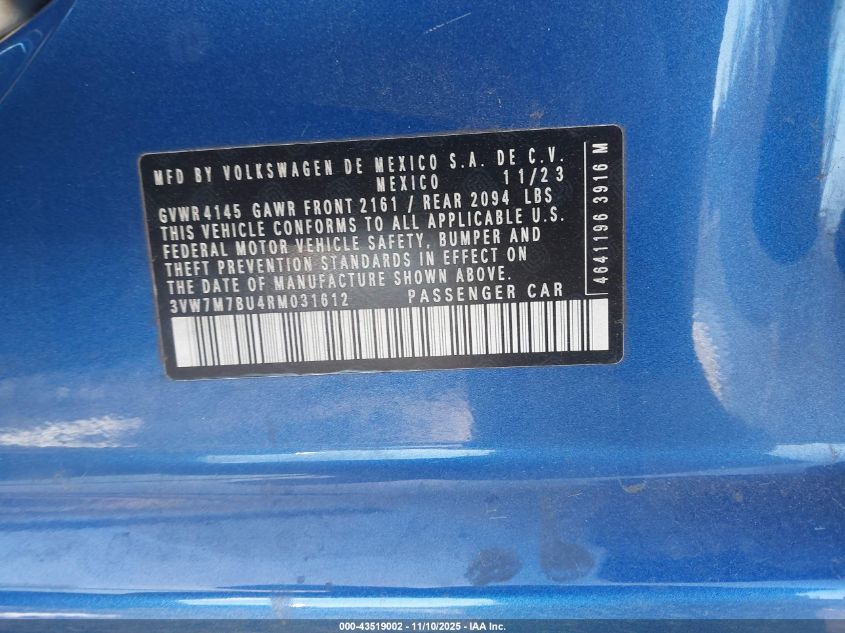 MFD BY VOLKSWAGEN DE MEXICO S.A. DE C.V.
MEXICO 11/23
GVWR 4145 GAWR FRONT 2161 / REAR 2094 LBS
THIS VEHICLE CONFORMS TO ALL APPLICABLE U.S.
FEDERAL MOTOR VEHICLE SAFETY, BUMPER AND
THEFT PREVENTION STANDARDS IN EFFECT ON
THE DATE OF MANUFACTURE SHOWN ABOVE.
3VW7M7BU4RM031612 PASSENGER CAR
4641196 3916 M
000-43519002 - 11/10/2025 - IAA Inc.